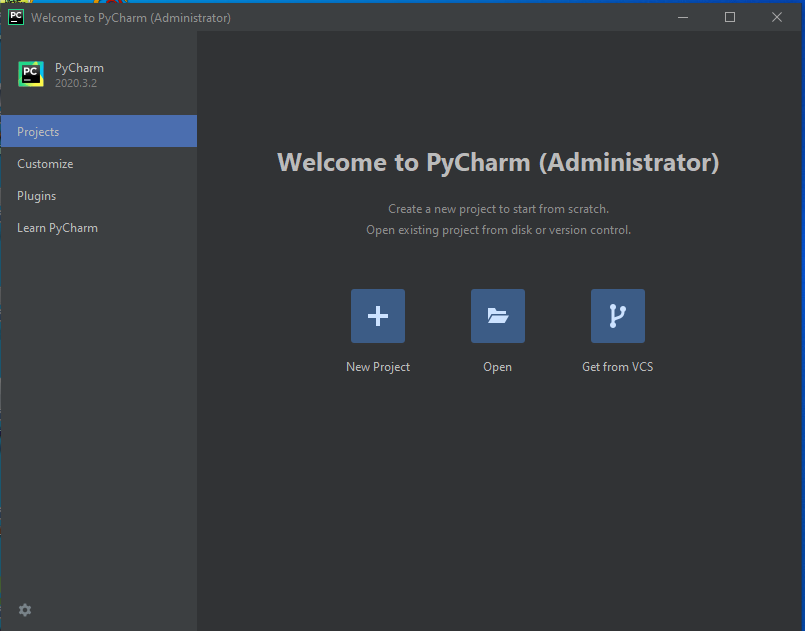 PC Welcome to PyCharm (Administrator)
PC PyCharm
2020.3.2
Projects
Customize
Plugins
Learn PyCharm
Welcome to PyCharm (Administrator)
Create a new project to start from scratch.
Open existing project from disk or version control.
New Project
Open
Get from VCS